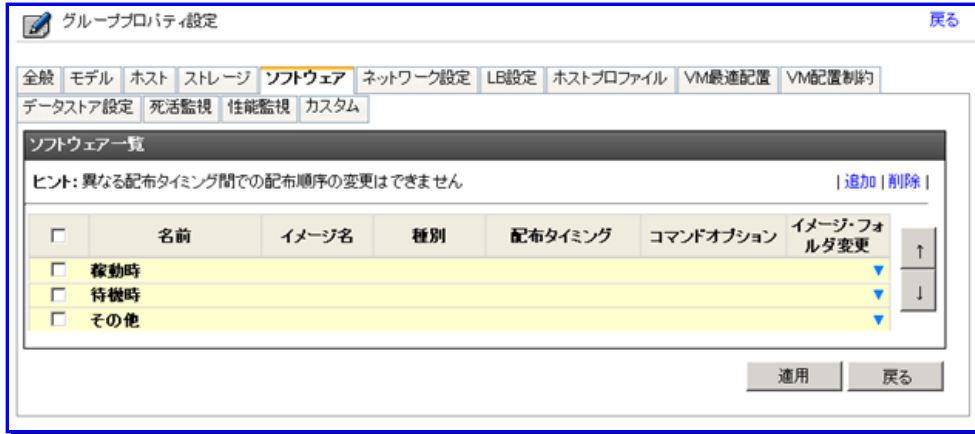 グループプロパティ設定 戻る
全般 モデル ホスト ストレージ ソフトウェア ネットワーク設定 LB設定 ホストプロファイル VM最適配置 VM配置制約
データストア設定 死活監視 性能監視 カスタム
ソフトウェア一覧
ヒント: 異なる配布タイミング間での配布順序の変更はできません | 追加 | 削除 |
名前 イメージ名 種別 配布タイミング コマンドオプション イメージ・フォ
ルダ変更 ↑
稼動時 ▼
待機時 ▼ ↓
その他 ▼
適用 戻る